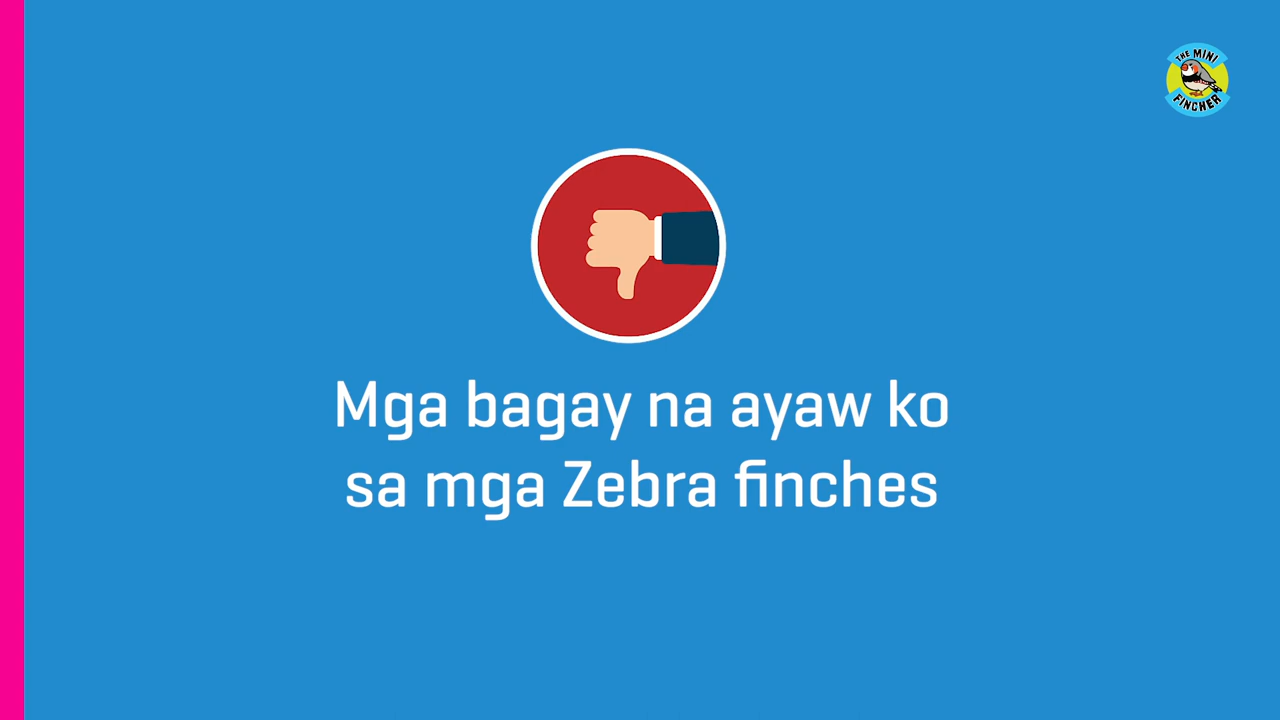 THE MINI
FINCHER
Mga bagay na ayaw ko
sa mga Zebra finches